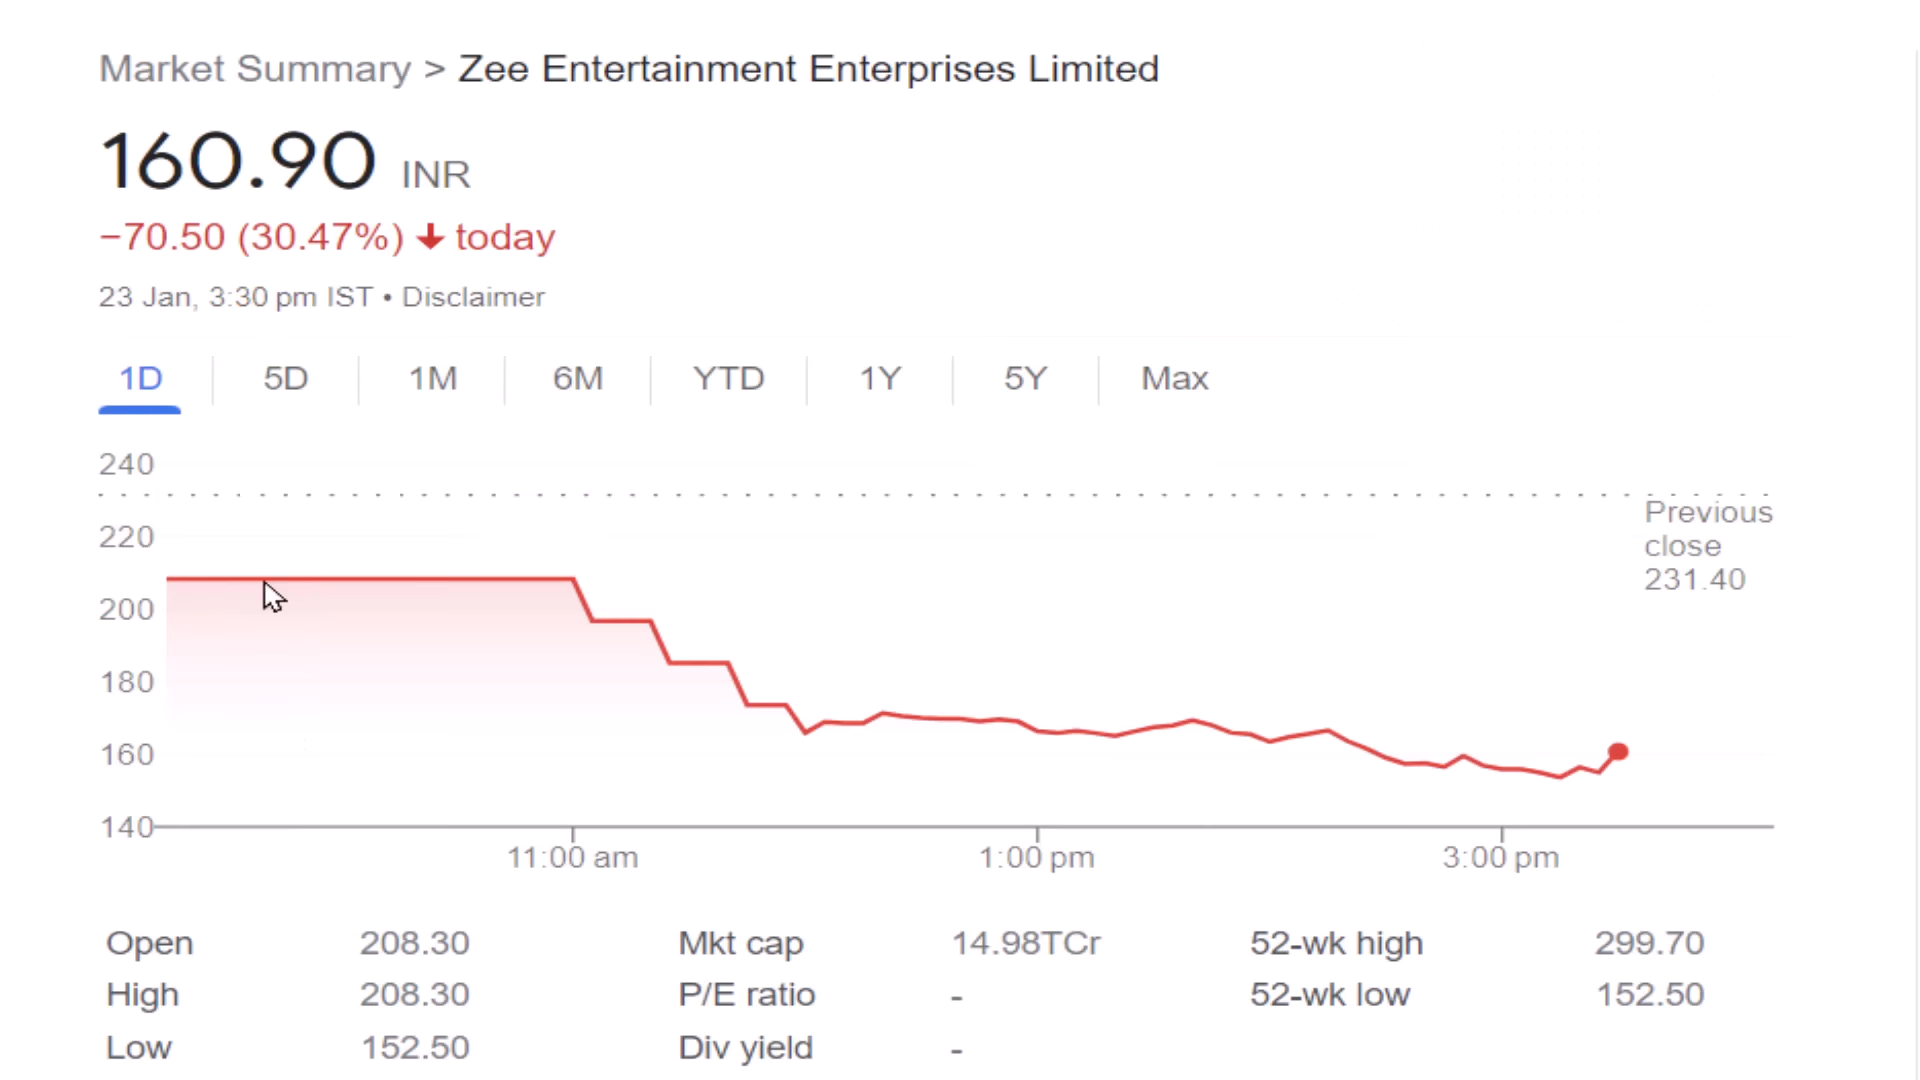 Market Summary > Zee Entertainment Enterprises Limited
160.90 INR
−70.50 (30.47%) ↓ today
23 Jan, 3:30 pm IST • Disclaimer
1D 5D 1M 6M YTD 1Y 5Y Max
240
220
200
180
160
140
Previous
close
231.40
11:00 am 1:00 pm 3:00 pm
Open 208.30 Mkt cap 14.98TCr 52-wk high 299.70
High 208.30 P/E ratio - 52-wk low 152.50
Low 152.50 Div yield -